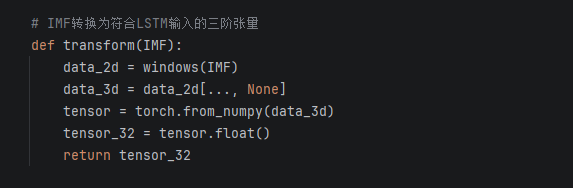 # IMF转换为符合LSTM输入的三阶张量
def transform(IMF):
    data_2d = windows(IMF)
    data_3d = data_2d[..., None]
    tensor = torch.from_numpy(data_3d)
    tensor_32 = tensor.float()
    return tensor_32